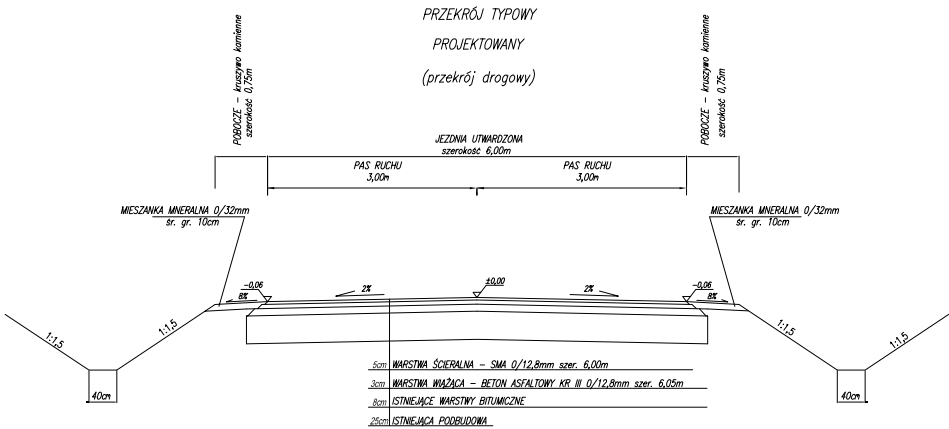 PRZEKRÓJ TYPOWY
PROJEKTOWANY
(przekrój drogowy)
POBOCZE - kruszywo kamienne
szerokość 0,75m
POBOCZE - kruszywo kamienne
szerokość 0,75m
JEZDNIA UTWARDZONA
szerokość 6,00m
PAS RUCHU
3,00m
PAS RUCHU
3,00m
MIESZANKA MNERALNA 0/32mm
śr. gr. 10cm
MIESZANKA MNERALNA 0/32mm
śr. gr. 10cm
-0,06
±0,00
-0,06
8%
2%
2%
8%
1:1,5
1:1,5
1:1,5
1:1,5
5cm WARSTWA ŚCIERALNA - SMA 0/12,8mm szer. 6,00m
3cm WARSTWA WIĄŻĄCA - BETON ASFALTOWY KR III 0/12,8mm szer. 6,05m
8cm ISTNIEJĄCE WARSTWY BITUMICZNE
25cm ISTNIEJĄCA PODBUDOWA
40cm
40cm